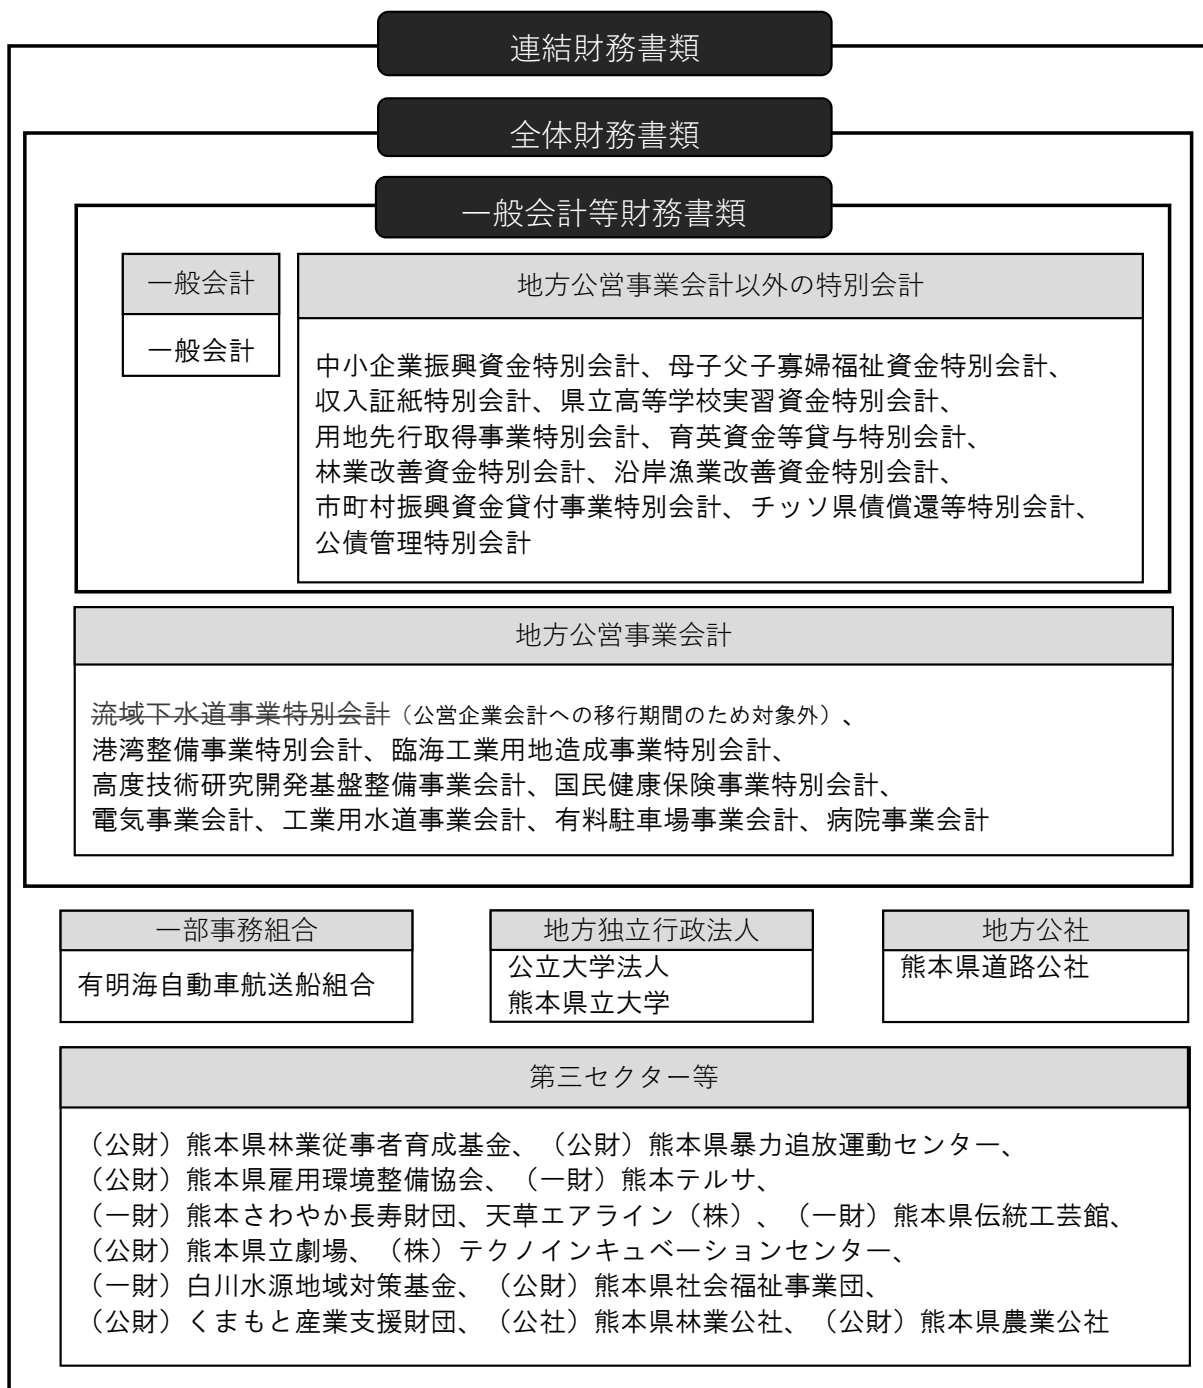 連結財務書類
全体財務書類
一般会計等財務書類
一般会計
一般会計
地方公営事業会計以外の特別会計
中小企業振興資金特別会計、母子父子寡婦福祉資金特別会計、
収入証紙特別会計、県立高等学校実習資金特別会計、
用地先行取得事業特別会計、育英資金等貸与特別会計、
林業改善資金特別会計、沿岸漁業改善資金特別会計、
市町村振興資金貸付事業特別会計、チッソ県債償還等特別会計、
公債管理特別会計
地方公営事業会計
流域下水道事業特別会計（公営企業会計への移行期間のため対象外）、
港湾整備事業特別会計、臨海工業用地造成事業特別会計、
高度技術研究開発基盤整備事業会計、国民健康保険事業特別会計、
電気事業会計、工業用水道事業会計、有料駐車場事業会計、病院事業会計
一部事務組合
有明海自動車航送船組合
地方独立行政法人
公立大学法人
熊本県立大学
地方公社
熊本県道路公社
第三セクター等
（公財）熊本県林業従事者育成基金、（公財）熊本県暴力追放運動センター、
（公財）熊本県雇用環境整備協会、（一財）熊本テルサ、
（一財）熊本さわやか長寿財団、天草エアライン（株）、（一財）熊本県伝統工芸館、
（公財）熊本県立劇場、（株）テクノインキュベーションセンター、
（一財）白川水源地域対策基金、（公財）熊本県社会福祉事業団、
（公財）くまもと産業支援財団、（公社）熊本県林業公社、（公財）熊本県農業公社